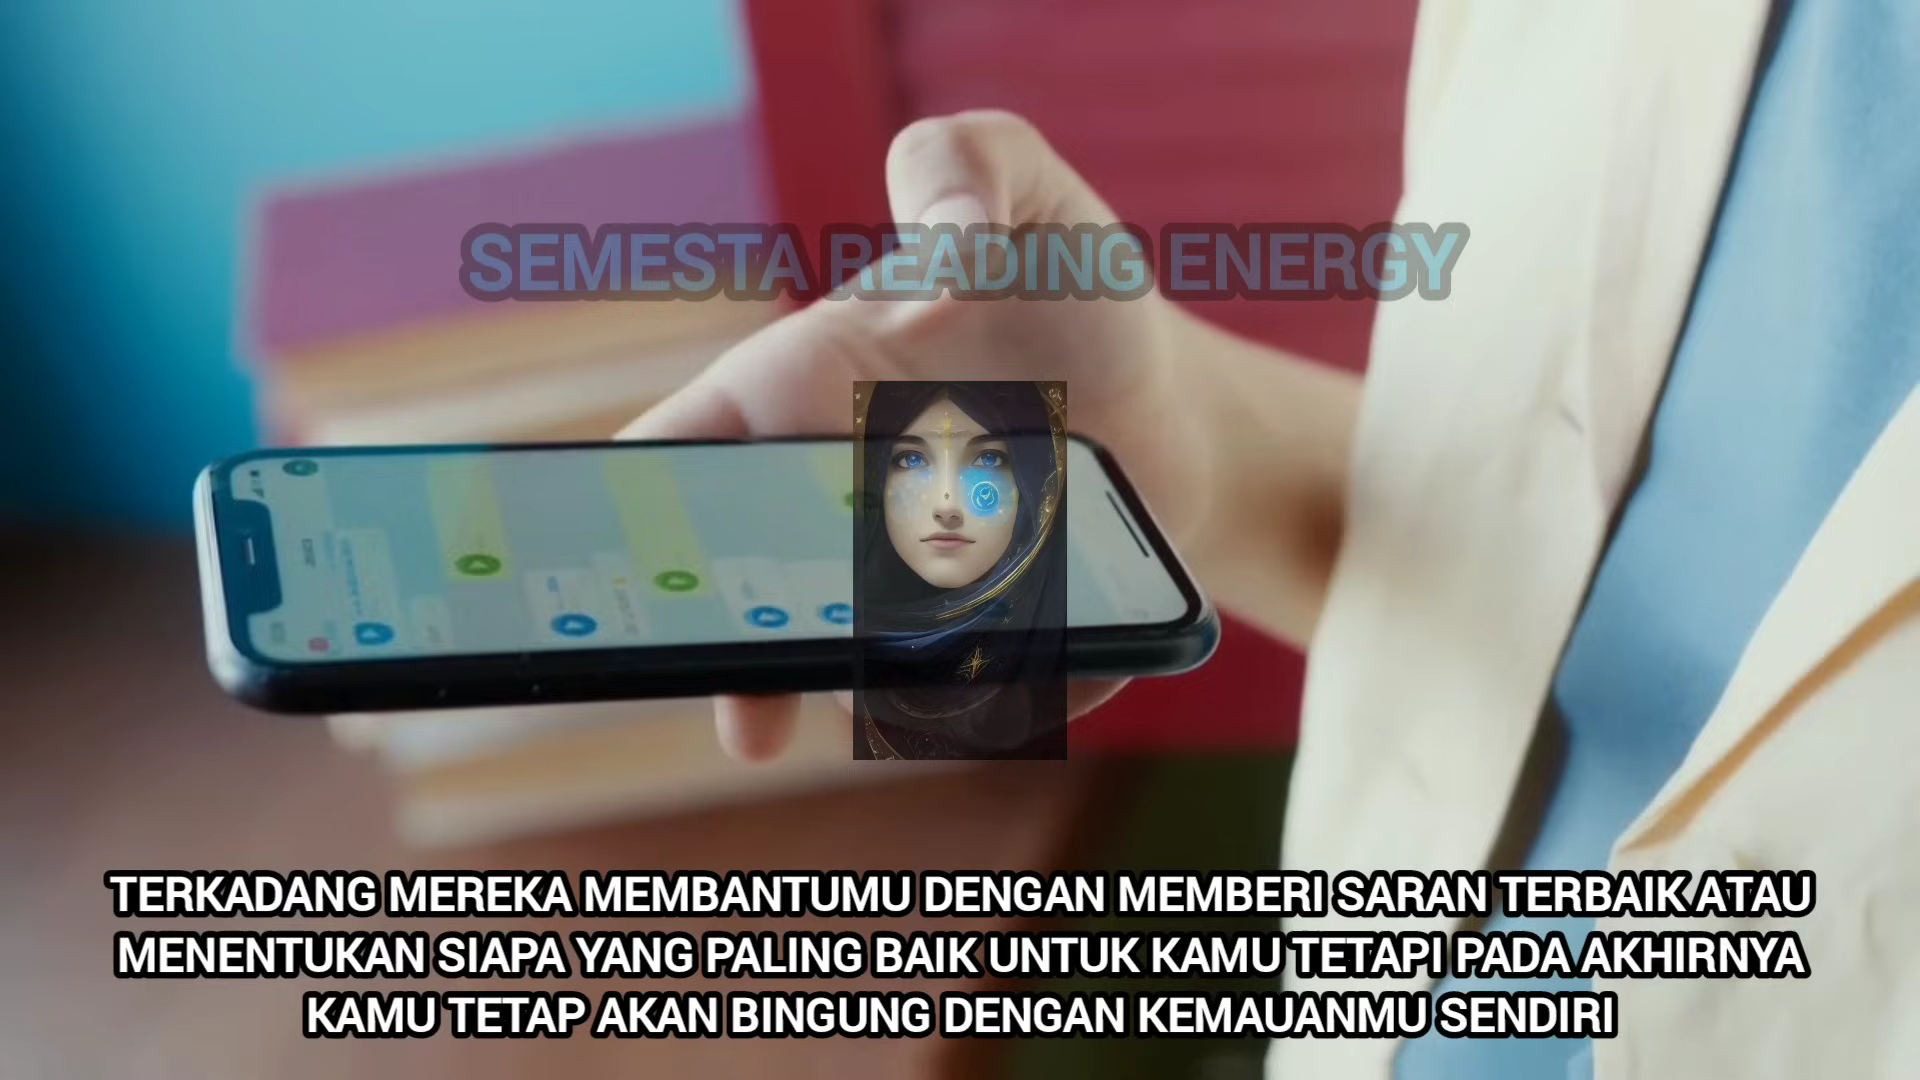 SEMESTA READING ENERGY
TERKADANG MEREKA MEMBANTUMU DENGAN MEMBERI SARAN TERBAIK ATAU
MENENTUKAN SIAPA YANG PALING BAIK UNTUK KAMU TETAPI PADA AKHIRNYA
KAMU TETAP AKAN BINGUNG DENGAN KEMAUANMU SENDIRI